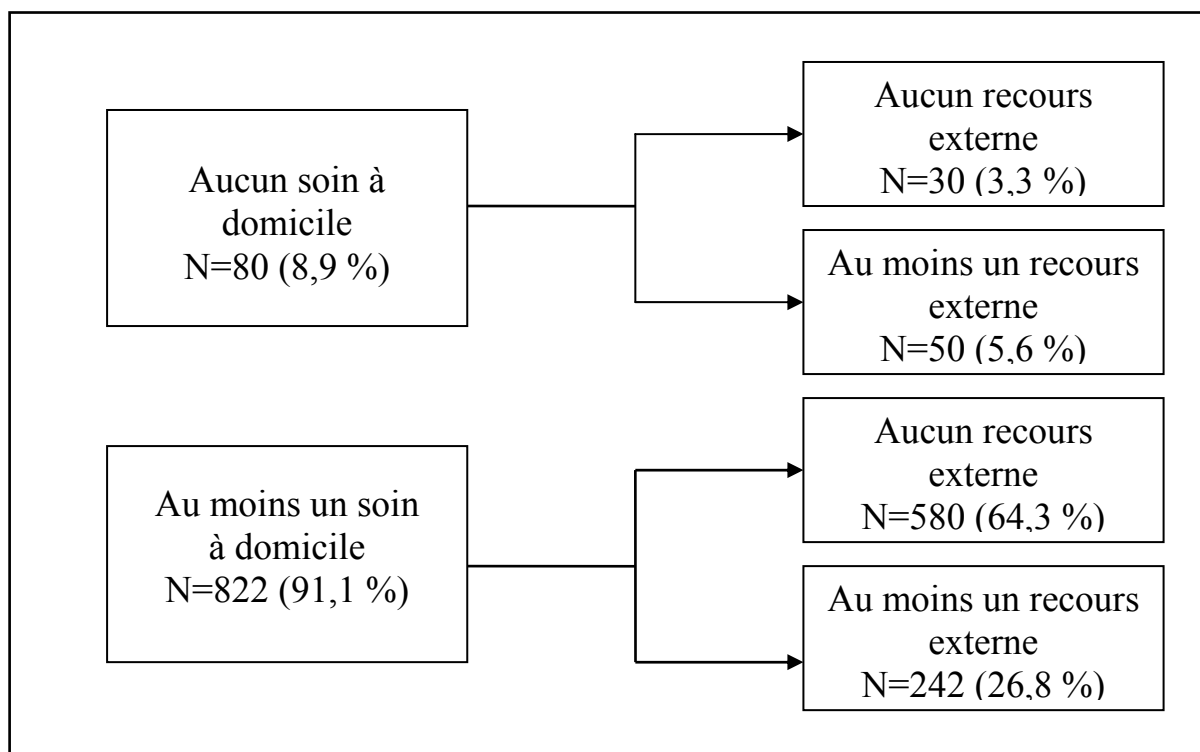 Aucun soin à
domicile
N=80 (8,9 %)
Aucun recours
externe
N=30 (3,3 %)
Au moins un recours
externe
N=50 (5,6 %)
Au moins un soin
à domicile
N=822 (91,1 %)
Aucun recours
externe
N=580 (64,3 %)
Au moins un recours
externe
N=242 (26,8 %)